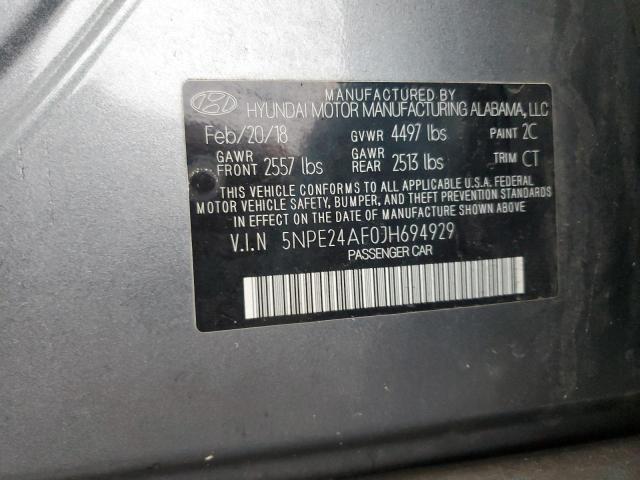 MANUFACTURED BY
HYUNDAI MOTOR MANUFACTURING ALABAMA, LLC
Feb/20/18 GVWR 4497 lbs PAINT 2C
GAWR FRONT 2557 lbs GAWR REAR 2513 lbs TRIM CT
THIS VEHICLE CONFORMS TO ALL APPLICABLE U.S.A. FEDERAL
MOTOR VEHICLE SAFETY, BUMPER, AND THEFT PREVENTION STANDARDS
IN EFFECT ON THE DATE OF MANUFACTURE SHOWN ABOVE.
V.I.N 5NPE24AF0JH694929
PASSENGER CAR